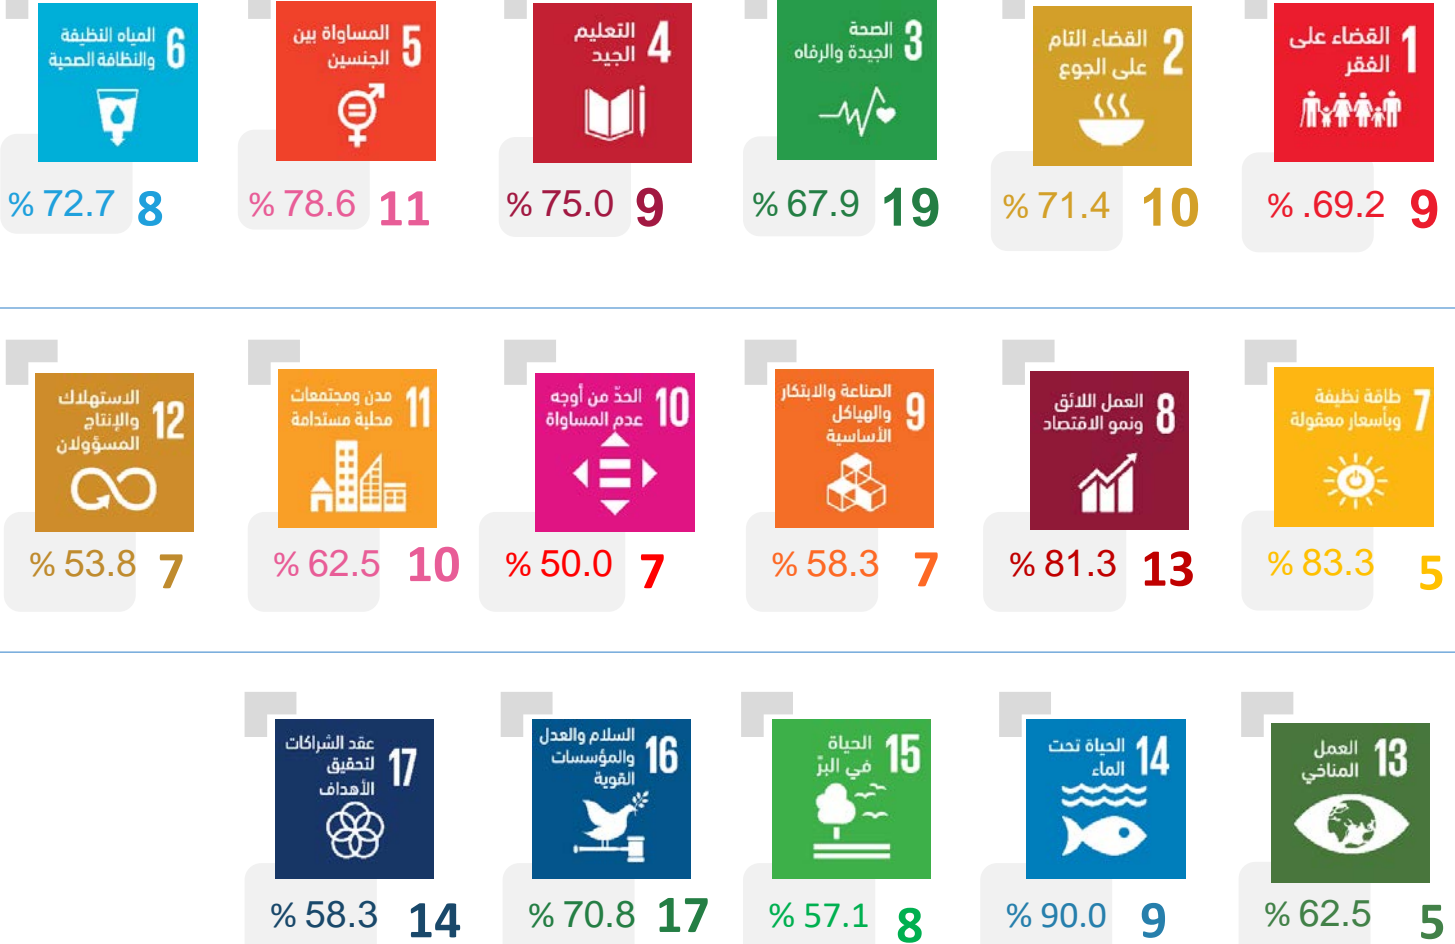 1 القضاء على
الفقر
% .69.2 9
2 القضاء التام
على الجوع
% 71.4 10
3 الصحة
الجيدة والرفاه
% 67.9 19
4 التعليم
الجيد
% 75.0 9
5 المساواة بين
الجنسين
% 78.6 11
6 المياه النظيفة
والنظافة الصحية
% 72.7 8
7 طاقة نظيفة
وبأسعار معقولة
% 83.3 5
8 العمل اللائق
ونمو الاقتصاد
% 81.3 13
9 الصناعة والابتكار
والهياكل
الأساسية
% 58.3 7
10 الحدّ من أوجه
عدم المساواة
% 50.0 7
11 مدن ومجتمعات
محلية مستدامة
% 62.5 10
12 الاستهلاك
والإنتاج
المسؤولان
% 53.8 7
13 العمل
المناخي
% 62.5 5
14 الحياة تحت
الماء
% 90.0 9
15 الحياة
في البرّ
% 57.1 8
16 السلام والعدل
والمؤسسات
القوية
% 70.8 17
17 عقد الشراكات
لتحقيق
الأهداف
% 58.3 14